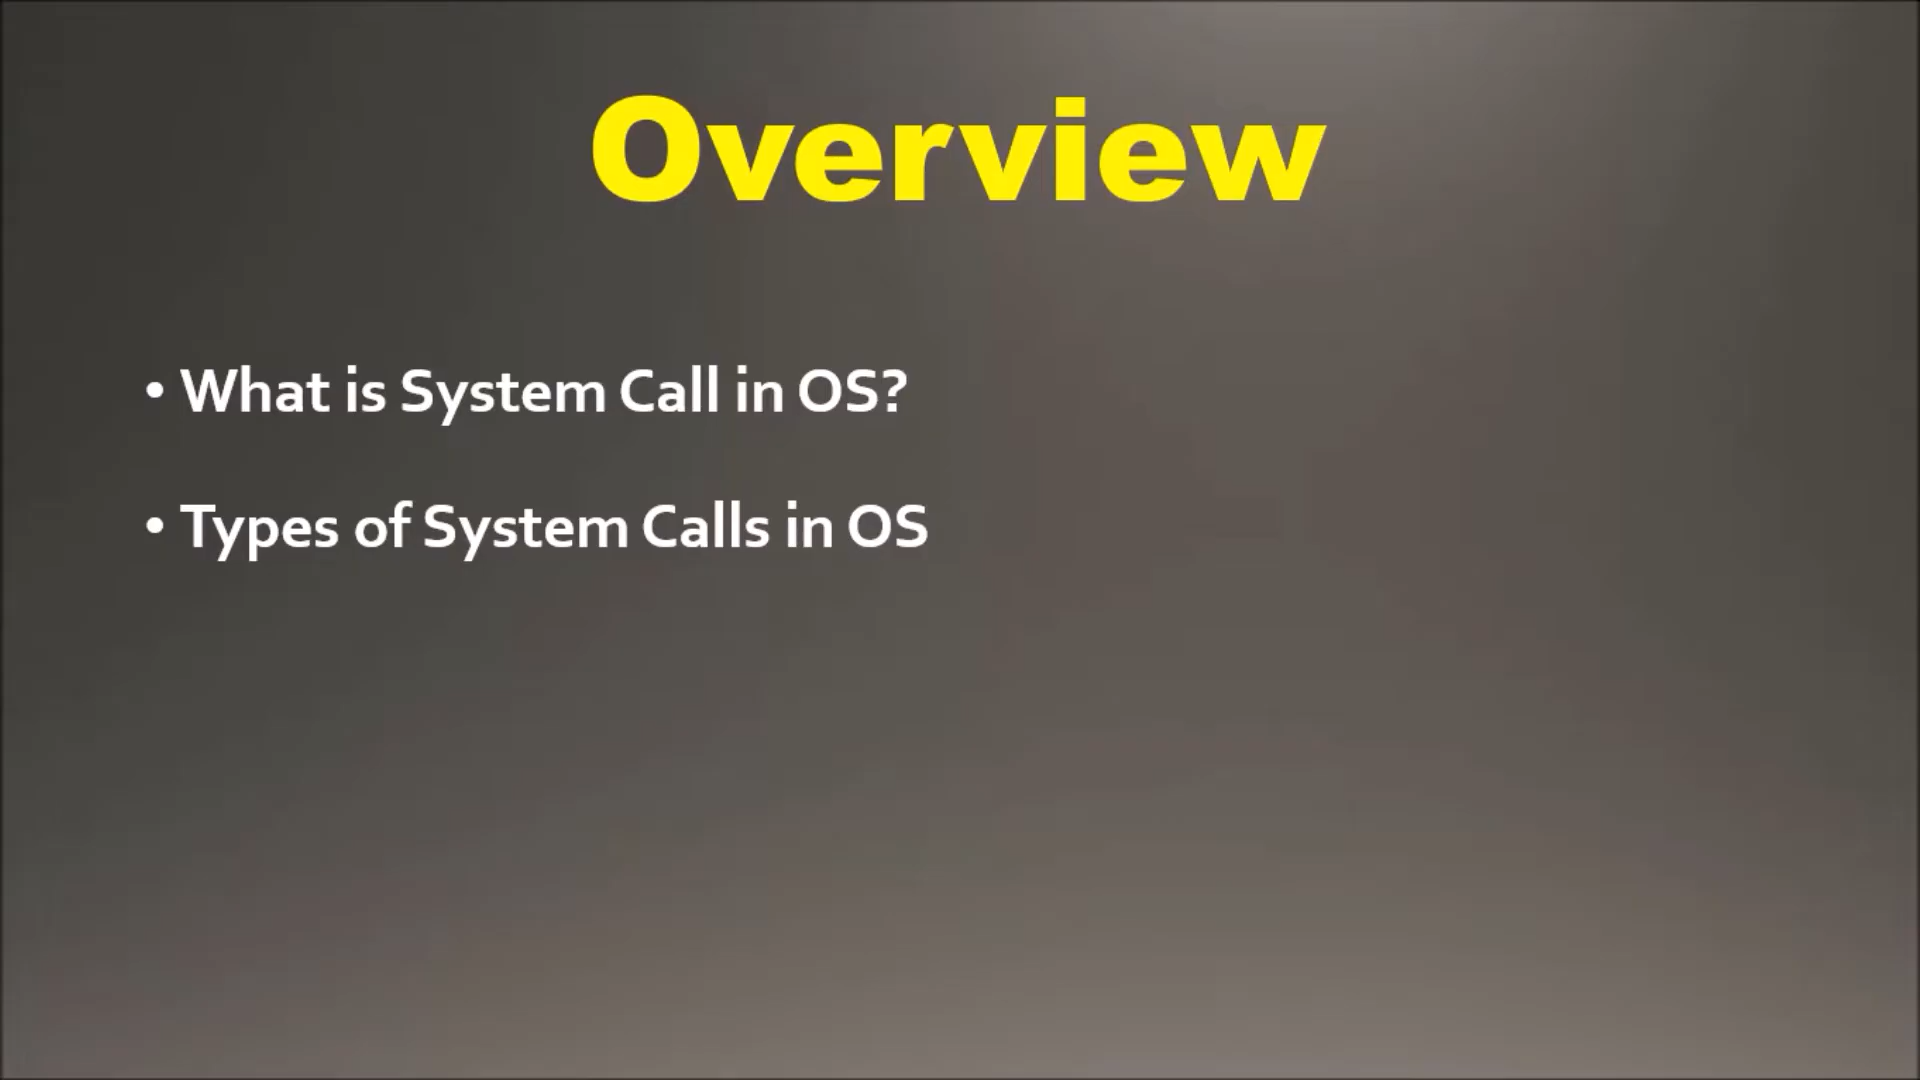 Overview
• What is System Call in OS?
• Types of System Calls in OS